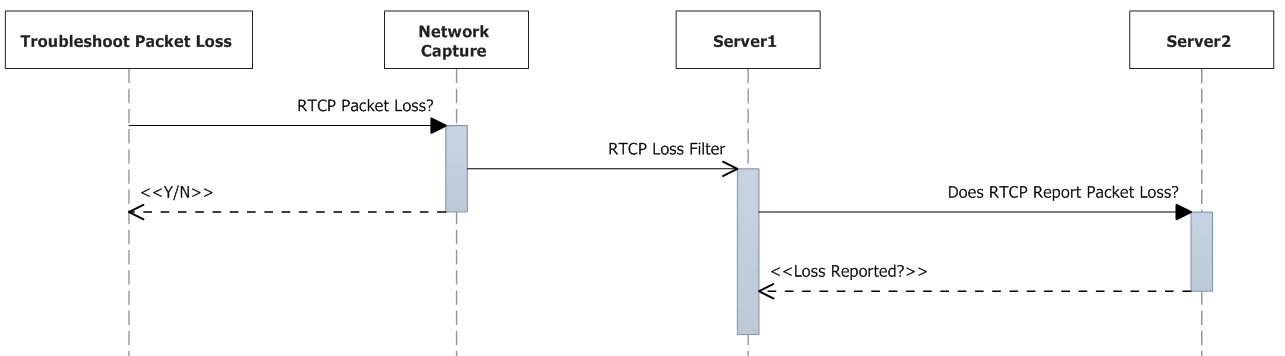 Troubleshoot Packet Loss
Network
Capture
Server1
Server2
RTCP Packet Loss?
RTCP Loss Filter
<<Y/N>>
Does RTCP Report Packet Loss?
<<Loss Reported?>>